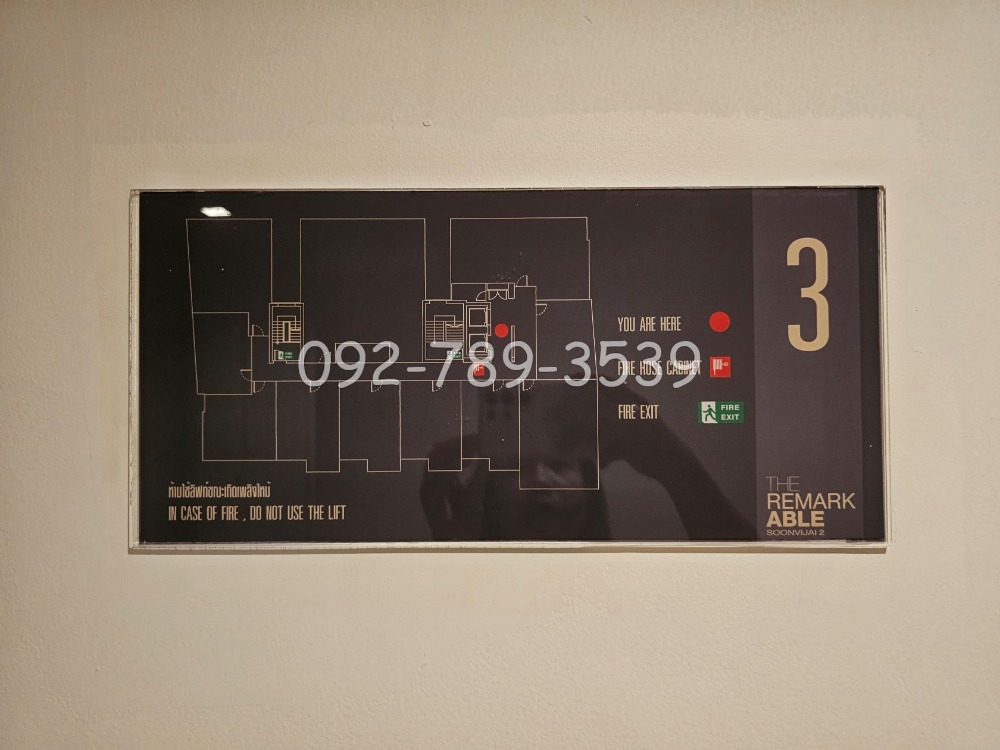 3
YOU ARE HERE
092-789-3539
FIRE HOSE CABINET
FIRE EXIT
FIRE
EXIT
ห้ามใช้ลิฟท์ขณะเกิดเพลิงไหม้
IN CASE OF FIRE , DO NOT USE THE LIFT
THE
REMARK
ABLE
SOONVIJAI 2